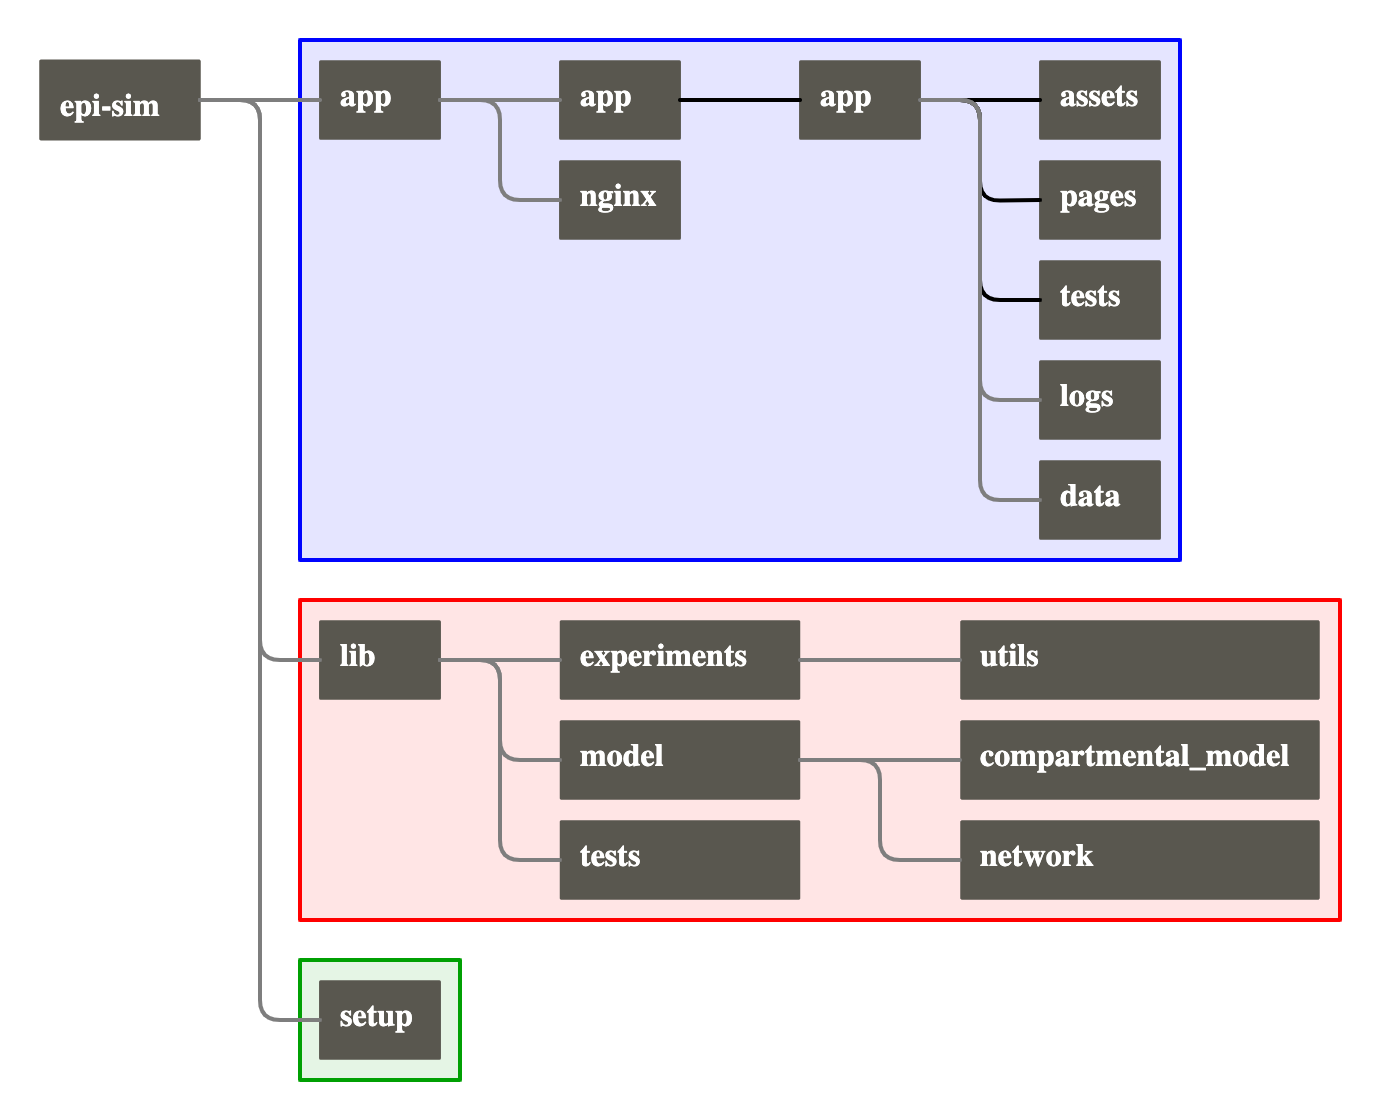 epi-sim
app
app
app
assets
nginx
pages
tests
logs
data
lib
experiments
utils
model
compartmental_model
tests
network
setup